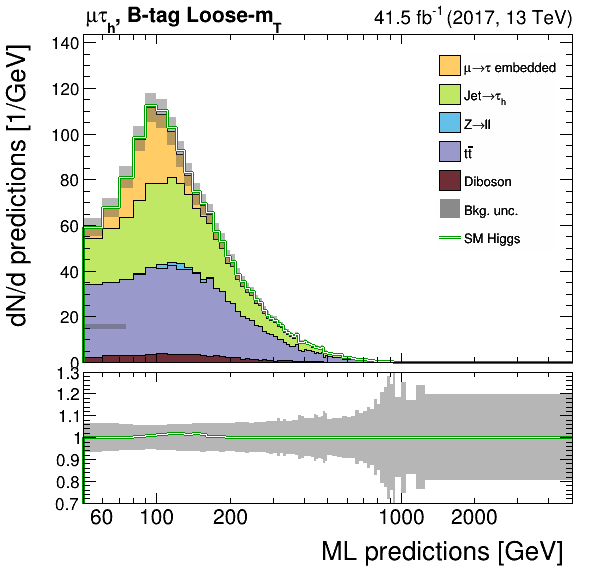 μτh, B-tag Loose-mT 41.5 fb⁻¹ (2017, 13 TeV)
dN/d predictions [1/GeV]
140
120
100
80
60
40
20
0
μ→τ embedded
Jet→τh
Z→ll
tt̄
Diboson
Bkg. unc.
SM Higgs
1.3
1.2
1.1
1
0.9
0.8
0.7
60 100 200 1000 2000
ML predictions [GeV]